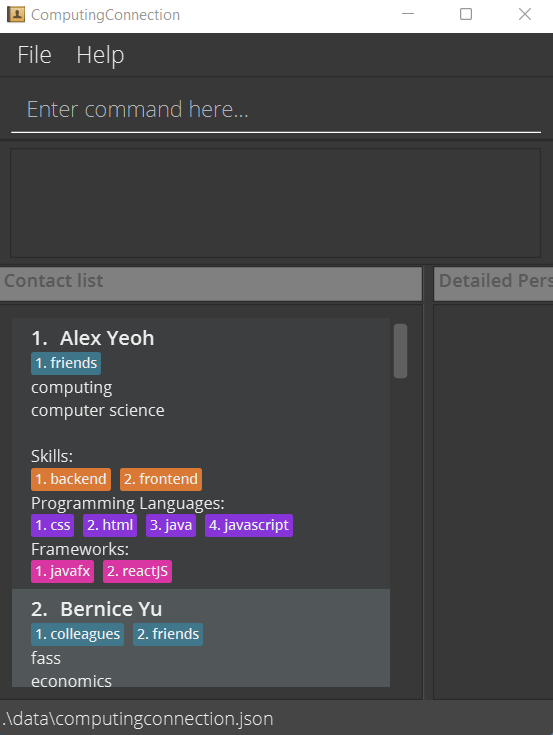 ComputingConnection
File Help
Enter command here...
Contact list
Detailed Pers
1. Alex Yeoh
1. friends
computing
computer science
Skills:
1. backend 2. frontend
Programming Languages:
1. css 2. html 3. java 4. javascript
Frameworks:
1. javafx 2. reactJS
2. Bernice Yu
1. colleagues 2. friends
fass
economics
.\data\computingconnection.json